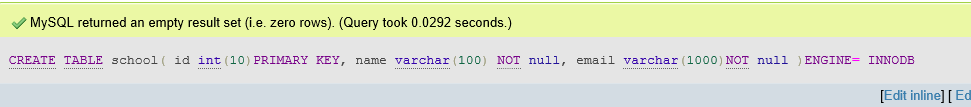 MySQL returned an empty result set (i.e. zero rows). (Query took 0.0292 seconds.)
CREATE TABLE school( id int(10)PRIMARY KEY, name varchar(100) NOT null, email varchar(1000)NOT null )ENGINE= INNODB
[Edit inline] [ Ed